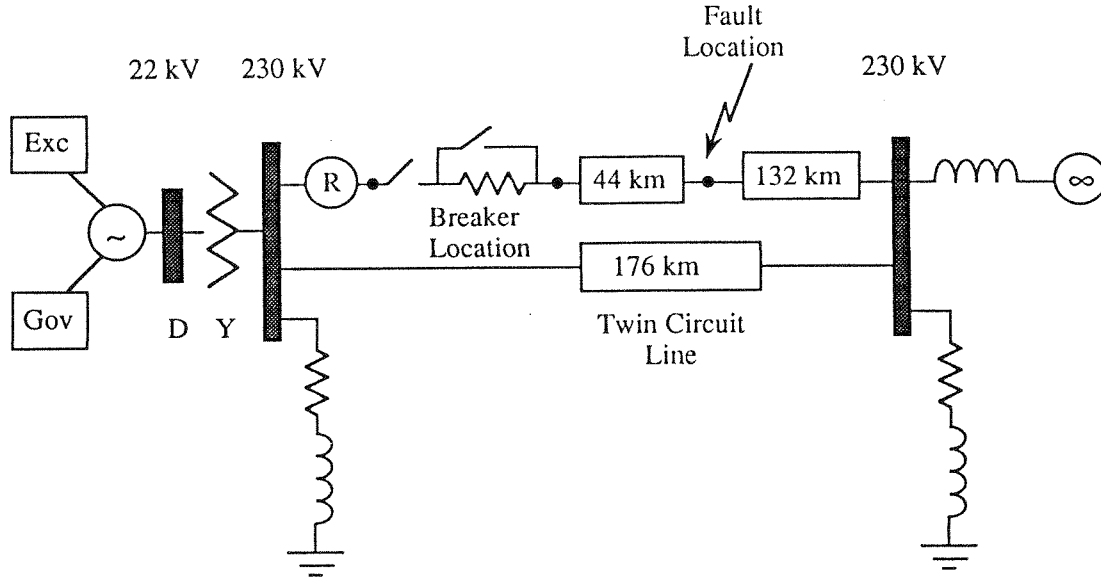 Fault
Location
22 kV
230 kV
230 kV
Exc
R
44 km
132 km
∞
~
Breaker
Location
176 km
Gov
D
Y
Twin Circuit
Line